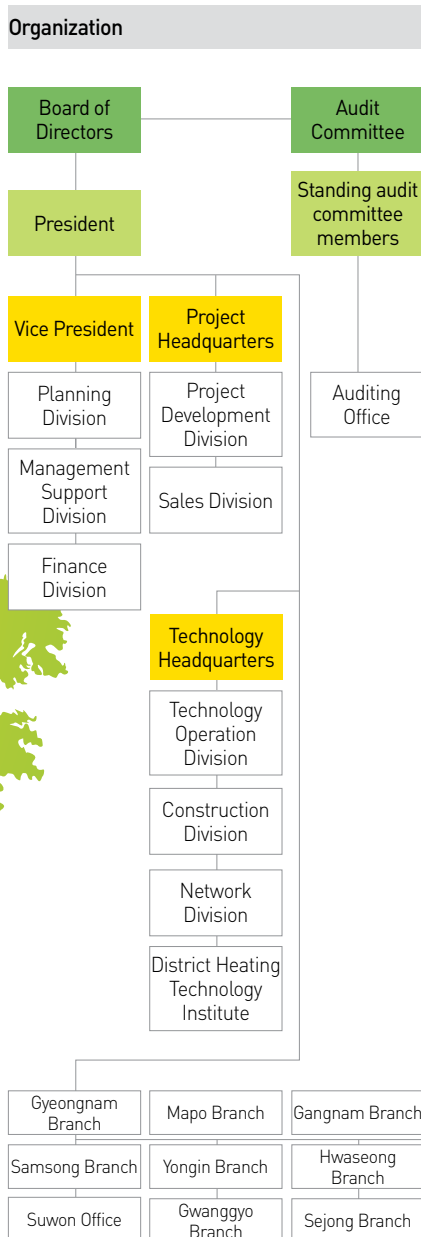 Organization
Board of
Directors
Audit
Committee
President
Standing audit
committee
members
Vice President
Project
Headquarters
Planning
Division
Project
Development
Division
Auditing
Office
Management
Support
Division
Sales Division
Finance
Division
Technology
Headquarters
Technology
Operation
Division
Construction
Division
Network
Division
District Heating
Technology
Institute
Gyeongnam
Branch
Mapo Branch
Gangnam Branch
Samsong Branch
Yongin Branch
Hwaseong
Branch
Suwon Office
Gwanggyo
Branch
Sejong Branch